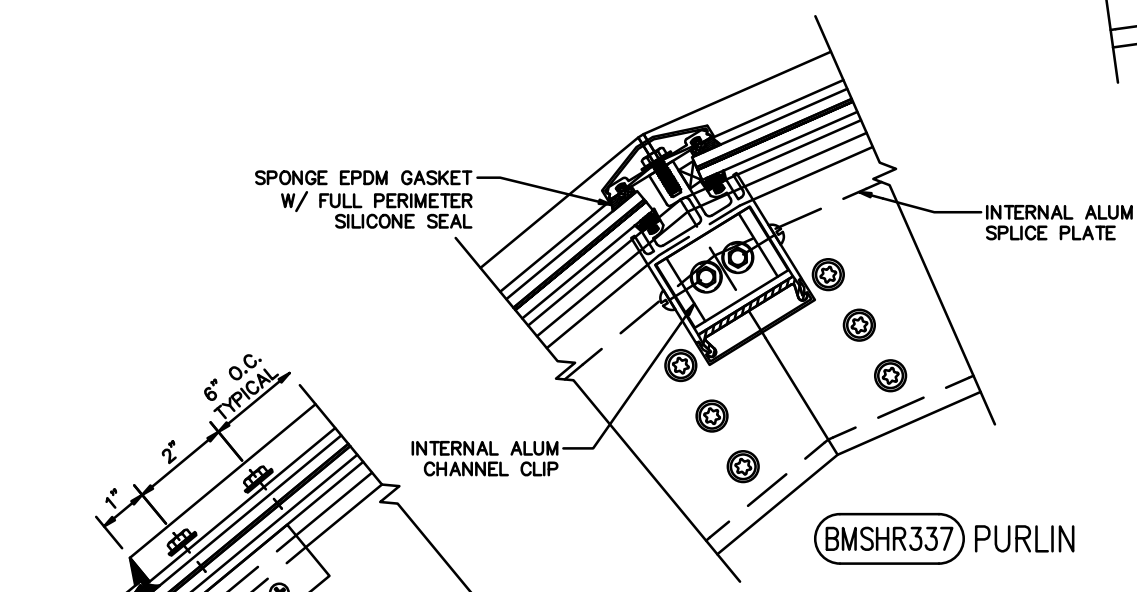 SPONGE EPDM GASKET
W/ FULL PERIMETER
SILICONE SEAL
INTERNAL ALUM
SPLICE PLATE
6" O.C.
TYPICAL
2"
1"
INTERNAL ALUM
CHANNEL CLIP
BMSHR337 PURLIN